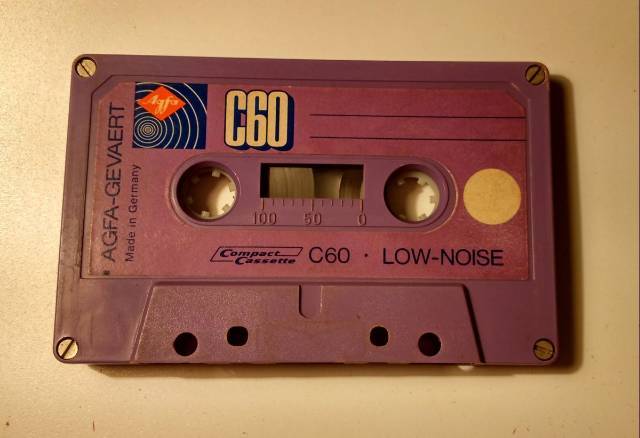 Agfa
C60
AGFA-GEVAERT
Made in Germany
100 50 0
Compact
Cassette
C60 · LOW-NOISE